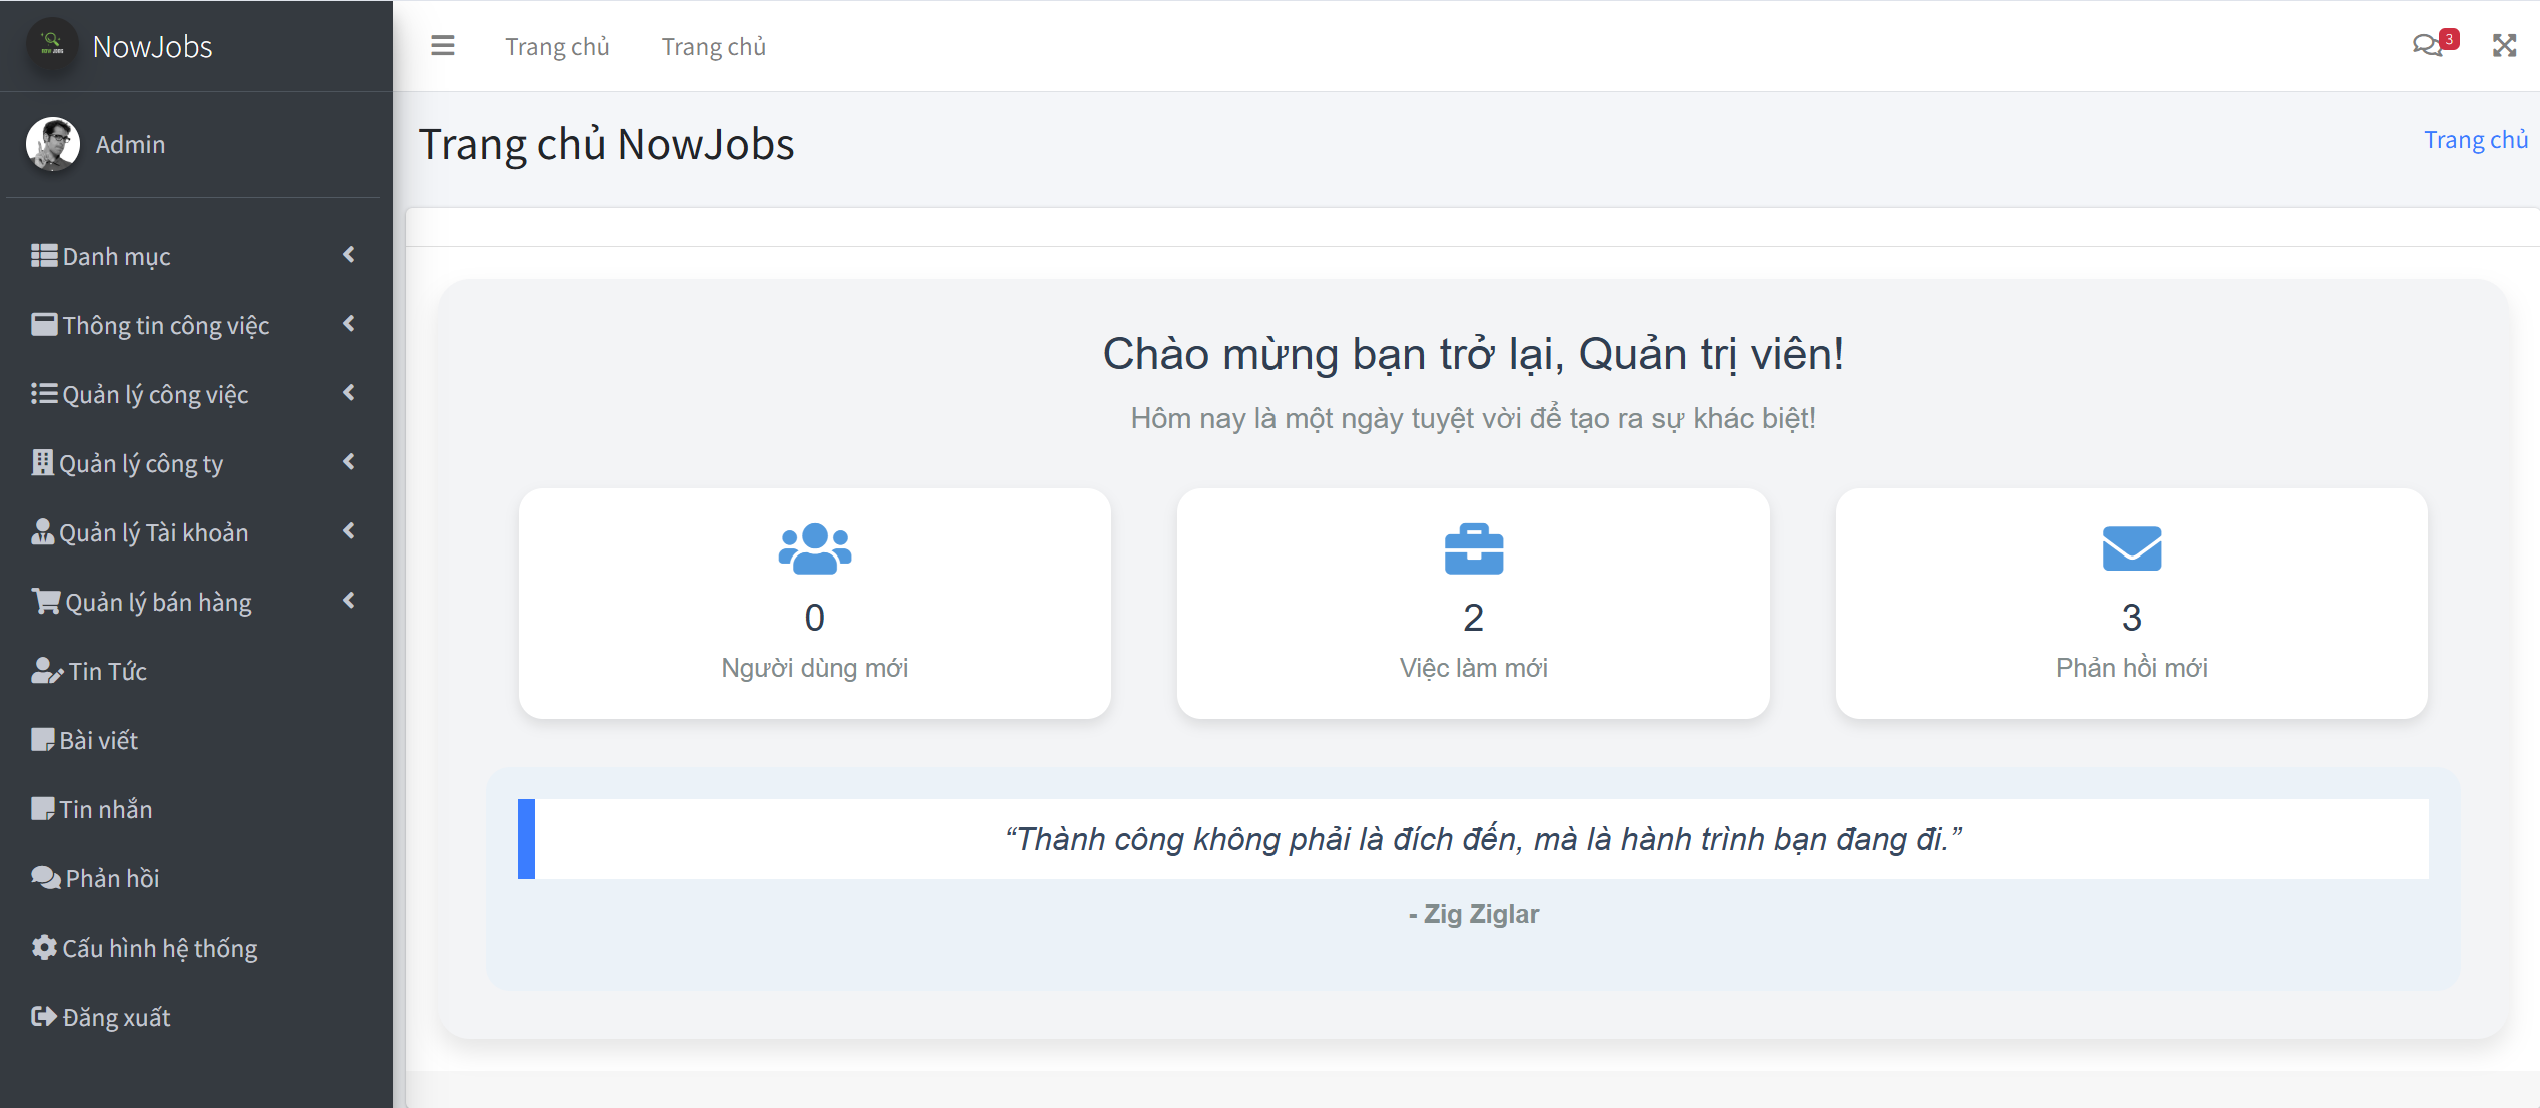 NowJobs
Admin
Danh mục
Thông tin công việc
Quản lý công việc
Quản lý công ty
Quản lý Tài khoản
Quản lý bán hàng
Tin Tức
Bài viết
Tin nhắn
Phản hồi
Cấu hình hệ thống
Đăng xuất
Trang chủ Trang chủ 3
Trang chủ NowJobs
Trang chủ
Chào mừng bạn trở lại, Quản trị viên!
Hôm nay là một ngày tuyệt vời để tạo ra sự khác biệt!
0
Người dùng mới
2
Việc làm mới
3
Phản hồi mới
“Thành công không phải là đích đến, mà là hành trình bạn đang đi.”
- Zig Ziglar